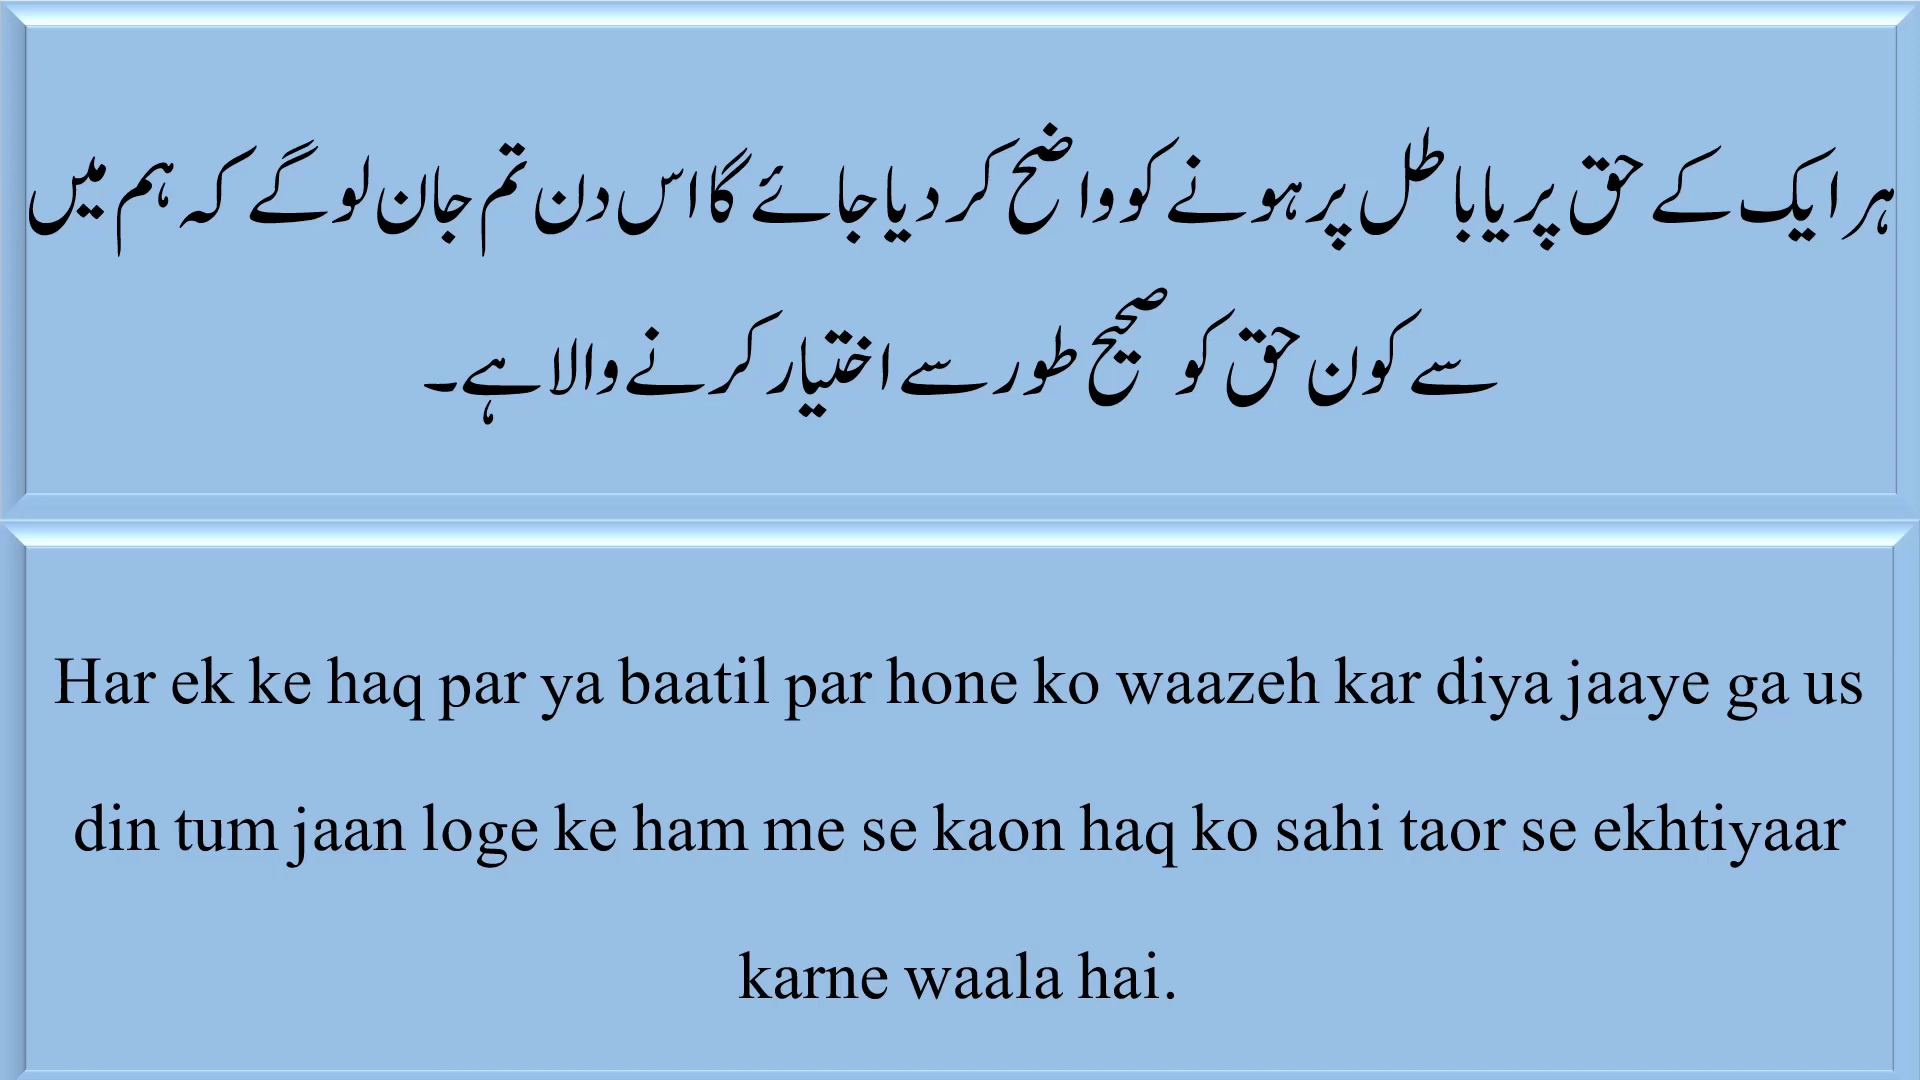 ہر ایک کے حق پر یا باطل پر ہونے کو واضح کر دیا جائے گا اس دن تم جان لو گے کہ ہم میں
سے کون حق کو صحیح طور سے اختیار کرنے والا ہے۔
Har ek ke haq par ya baatil par hone ko waazeh kar diya jaaye ga us
din tum jaan loge ke ham me se kaon haq ko sahi taor se ekhtiyaar
karne waala hai.